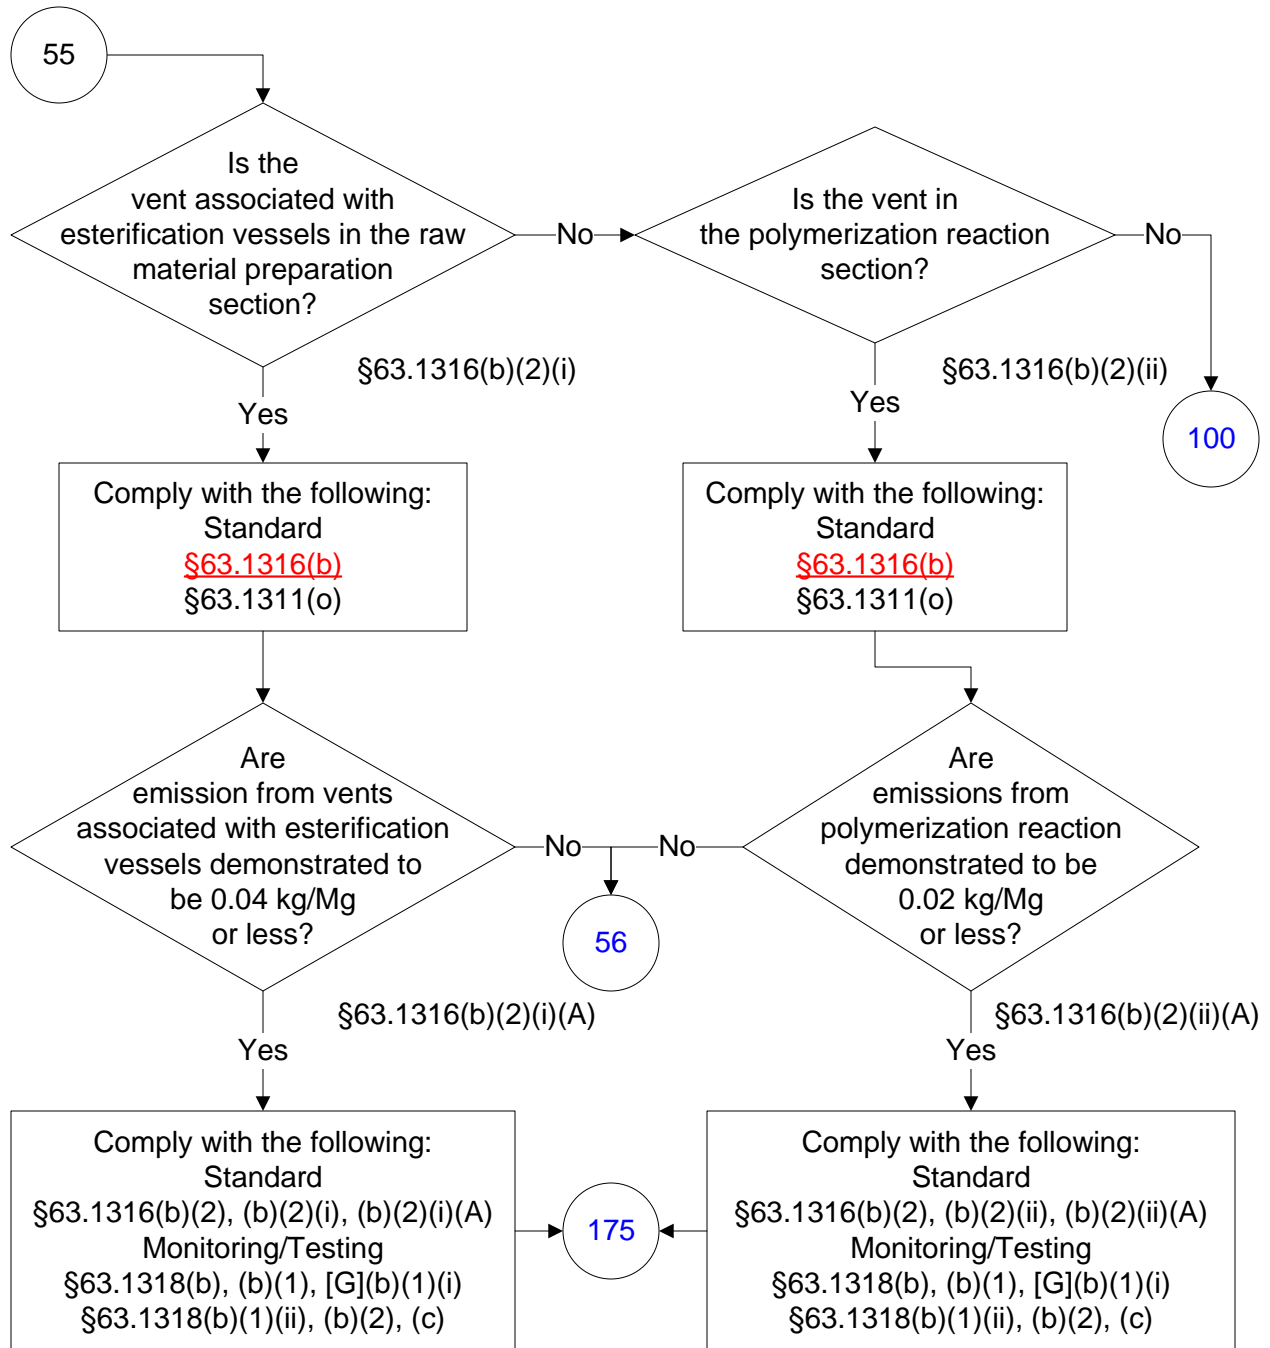 55
Is the
vent associated with
esterification vessels in the raw
material preparation
section?
No
Is the vent in
the polymerization reaction
section?
No
§63.1316(b)(2)(i)
§63.1316(b)(2)(ii)
Yes
Yes
100
Comply with the following:
Standard
§63.1316(b)
§63.1311(o)
Comply with the following:
Standard
§63.1316(b)
§63.1311(o)
Are
emission from vents
associated with esterification
vessels demonstrated to
be 0.04 kg/Mg
or less?
No
No
Are
emissions from
polymerization reaction
demonstrated to be
0.02 kg/Mg
or less?
56
§63.1316(b)(2)(i)(A)
§63.1316(b)(2)(ii)(A)
Yes
Yes
Comply with the following:
Standard
§63.1316(b)(2), (b)(2)(i), (b)(2)(i)(A)
Monitoring/Testing
§63.1318(b), (b)(1), [G](b)(1)(i)
§63.1318(b)(1)(ii), (b)(2), (c)
175
Comply with the following:
Standard
§63.1316(b)(2), (b)(2)(ii), (b)(2)(ii)(A)
Monitoring/Testing
§63.1318(b), (b)(1), [G](b)(1)(i)
§63.1318(b)(1)(ii), (b)(2), (c)